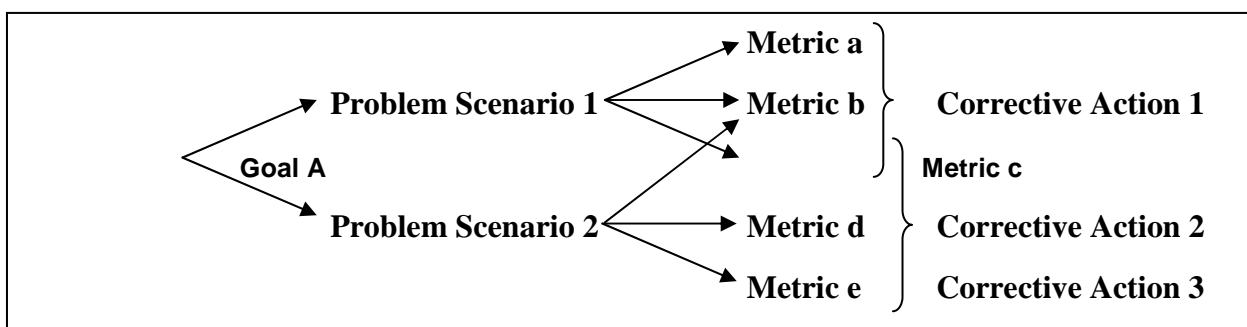 Metric a
Problem Scenario 1
Metric b
Corrective Action 1
Goal A
Metric c
Problem Scenario 2
Metric d
Corrective Action 2
Metric e
Corrective Action 3